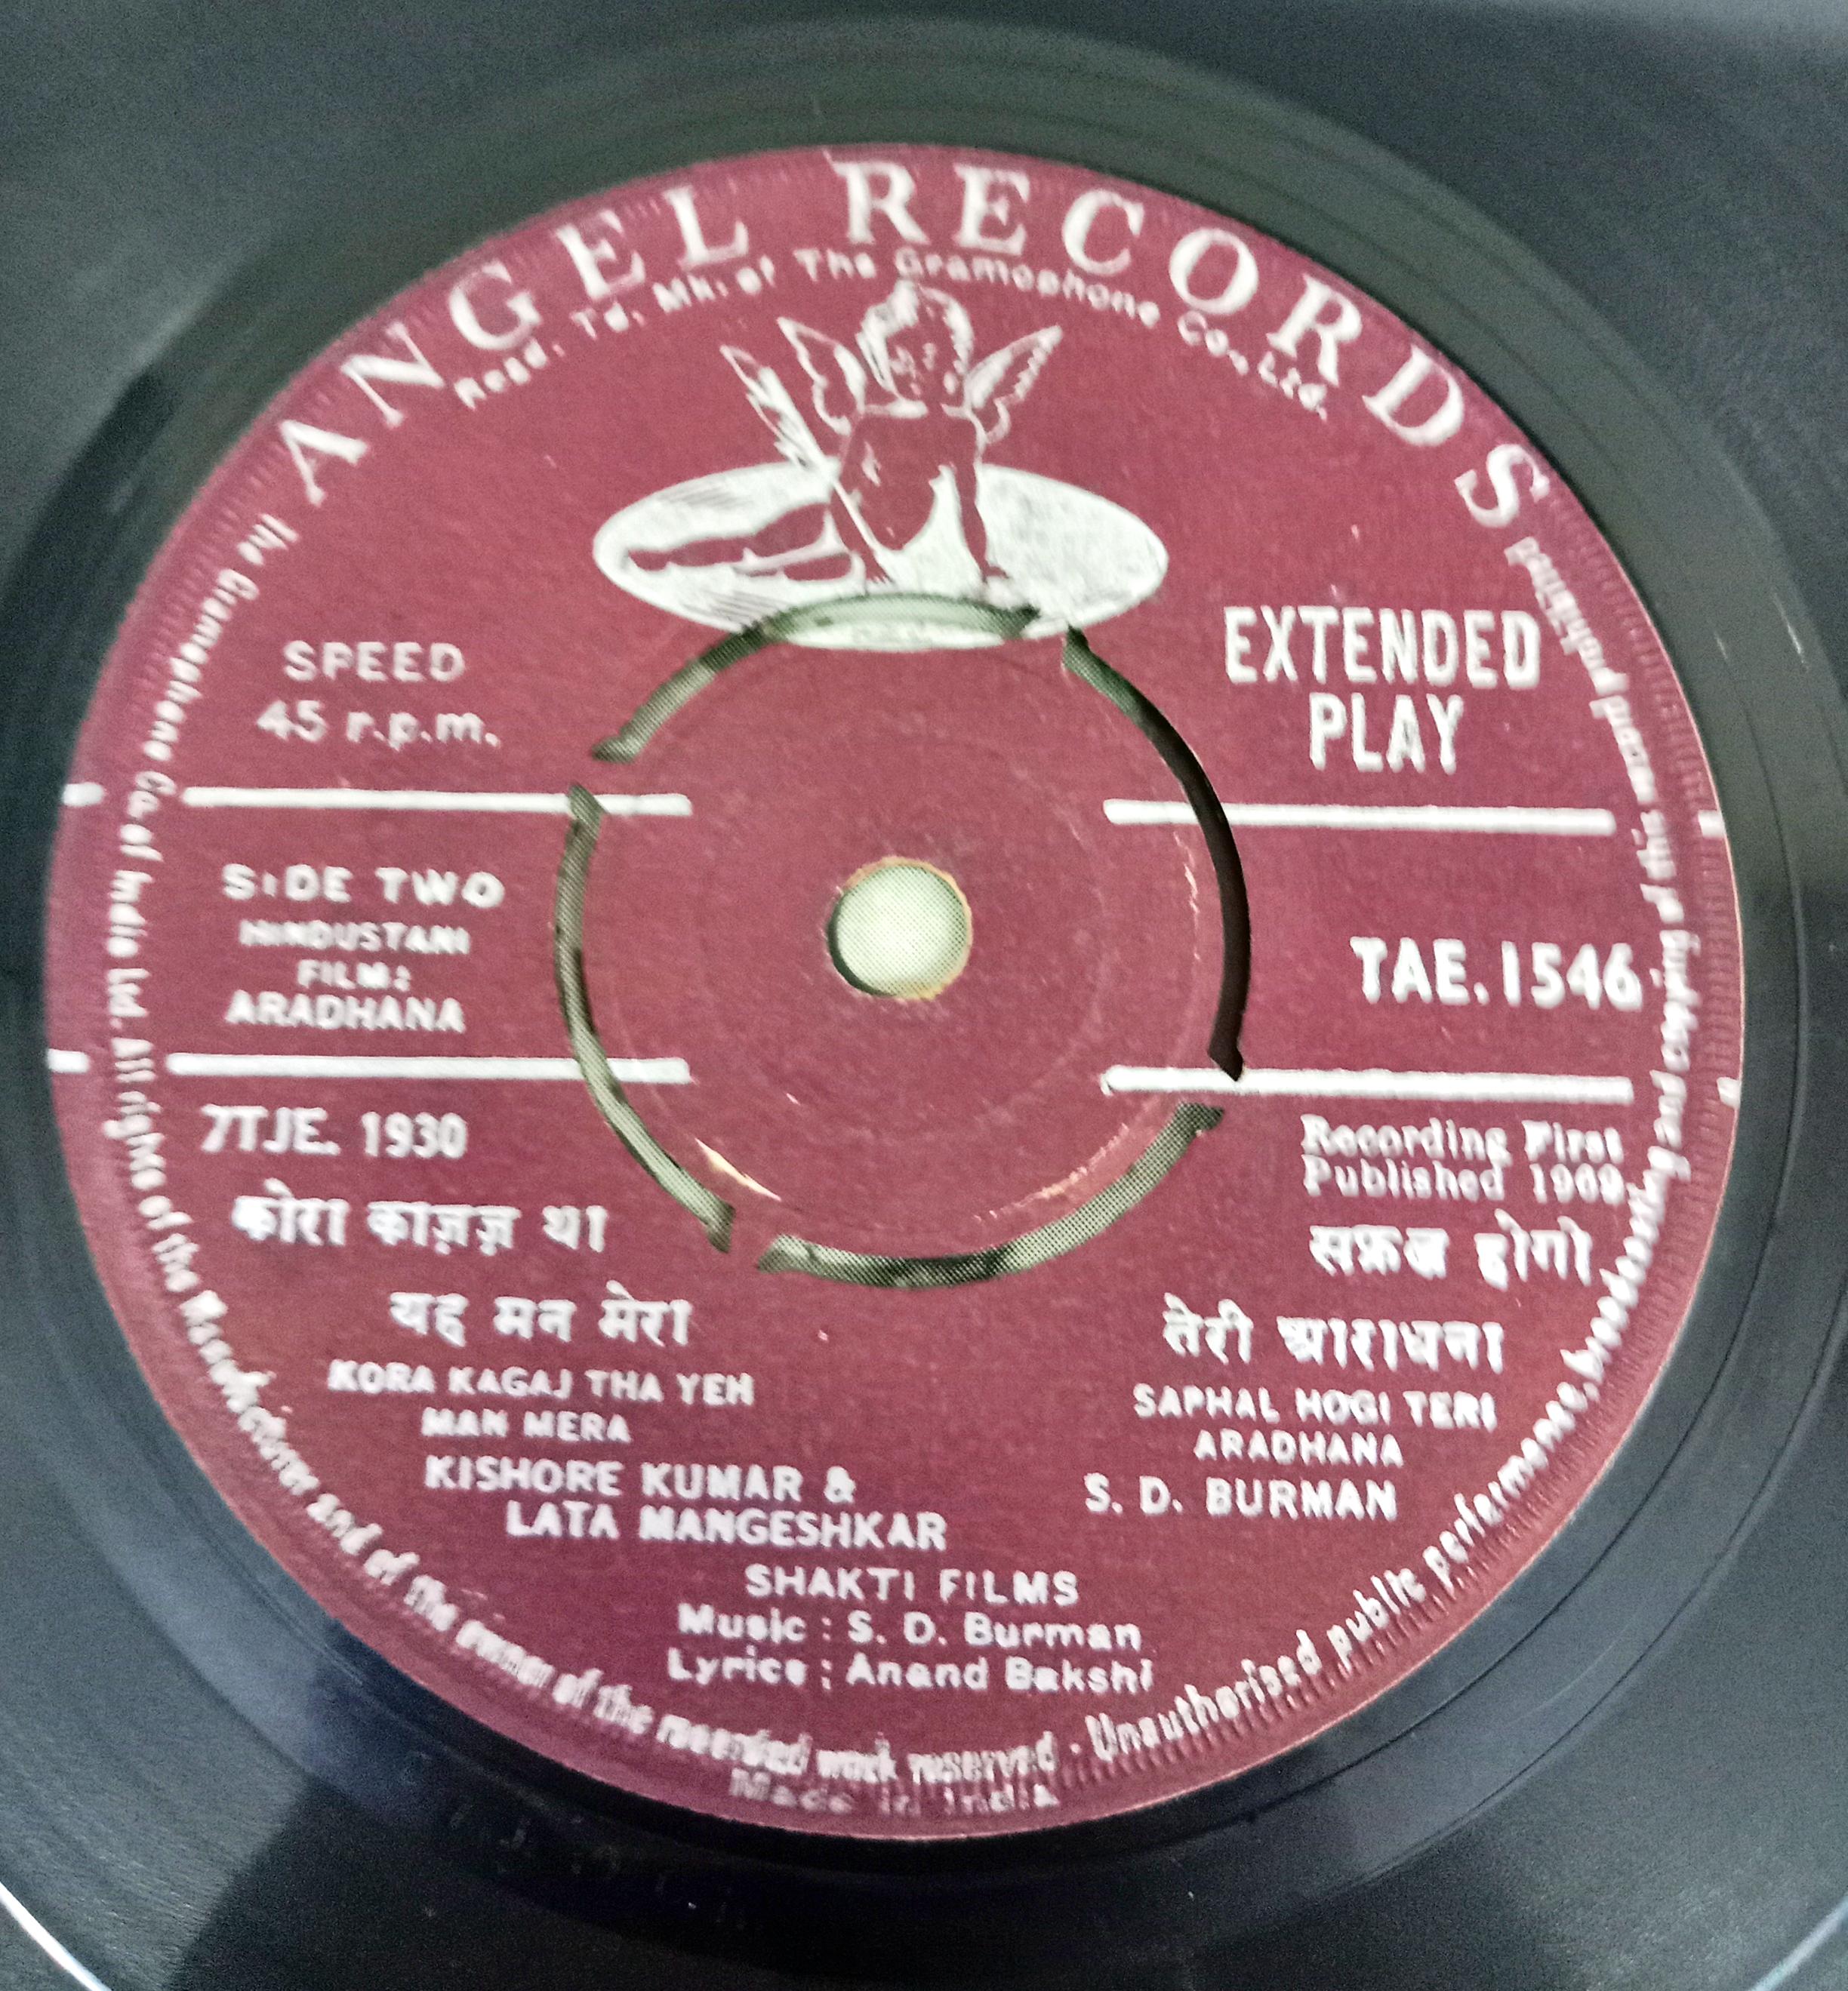 ANGEL RECORDS
Regd. Td. Mk. of The Gramophone Co., Ltd.
SPEED
45 r.p.m.
EXTENDED
PLAY
SIDE TWO
HINDUSTANI
FILM:
ARADHANA
TAE.1546
7TJE. 1930
Recording First
Published 1969
कोरा काज़ज़ था
यह मन मेरा
KORA KAGAJ THA YEH
MAN MERA
KISHORE KUMAR &
LATA MANGESHKAR
सफ़ल होगी
तेरी आराधना
SAPHAL HOGI TERI
ARADHANA
S. D. BURMAN
SHAKTI FILMS
Music : S. D. Burman
Lyrics : Anand Bakshi
The Gramophone Co. of India Ltd. All rights of the Manufacturer and of the owner of the recorded work reserved · Unauthorised public performance, broadcasting and copying of this record prohibited
Made in India